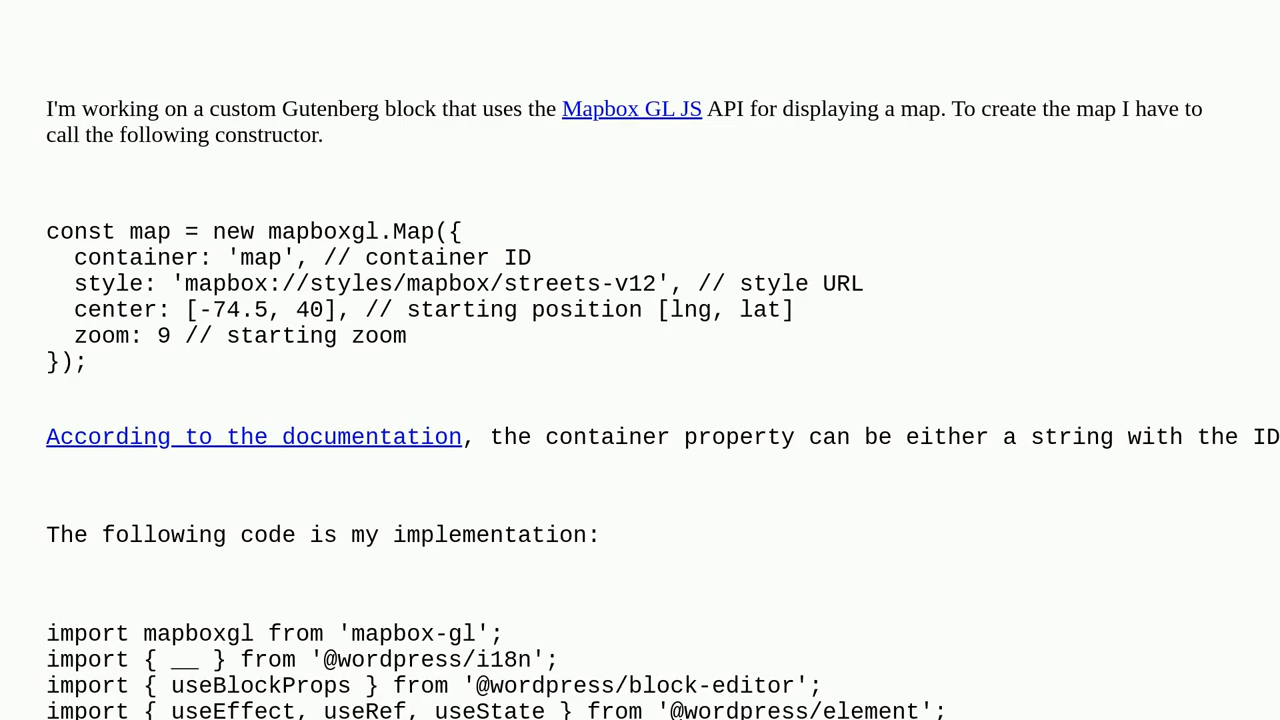 I'm working on a custom Gutenberg block that uses the Mapbox GL JS API for displaying a map. To create the map I have to
call the following constructor.
const map = new mapboxgl.Map({
  container: 'map', // container ID
  style: 'mapbox://styles/mapbox/streets-v12', // style URL
  center: [-74.5, 40], // starting position [lng, lat]
  zoom: 9 // starting zoom
});
According to the documentation, the container property can be either a string with the ID
The following code is my implementation:
import mapboxgl from 'mapbox-gl';
import { __ } from '@wordpress/i18n';
import { useBlockProps } from '@wordpress/block-editor';
import { useEffect, useRef, useState } from '@wordpress/element';